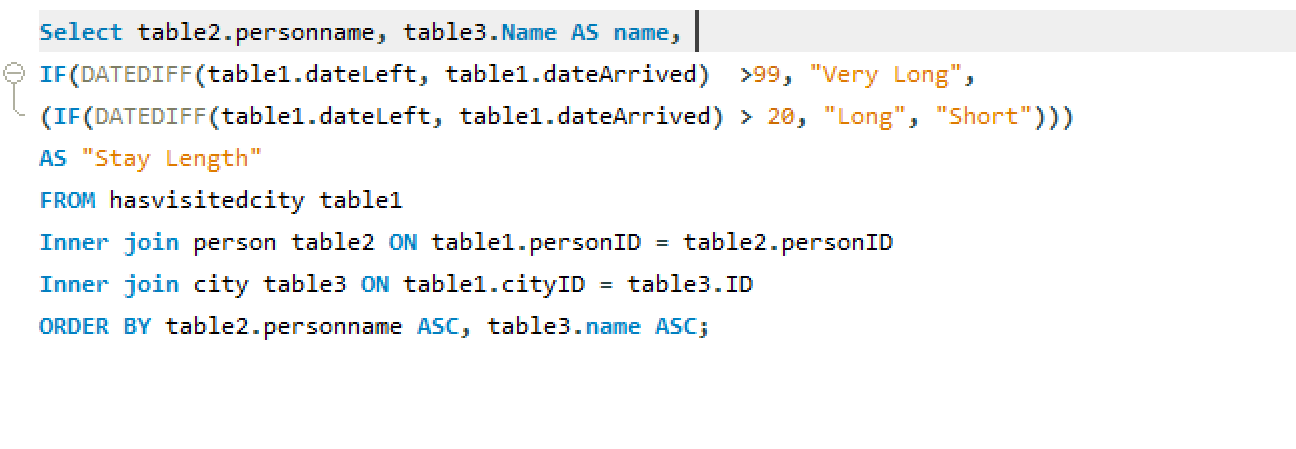 Select table2.personname, table3.Name AS name,
IF(DATEDIFF(table1.dateLeft, table1.dateArrived)  >99, "Very Long",
(IF(DATEDIFF(table1.dateLeft, table1.dateArrived) > 20, "Long", "Short")))
AS "Stay Length"
FROM hasvisitedcity table1
Inner join person table2 ON table1.personID = table2.personID
Inner join city table3 ON table1.cityID = table3.ID
ORDER BY table2.personname ASC, table3.name ASC;